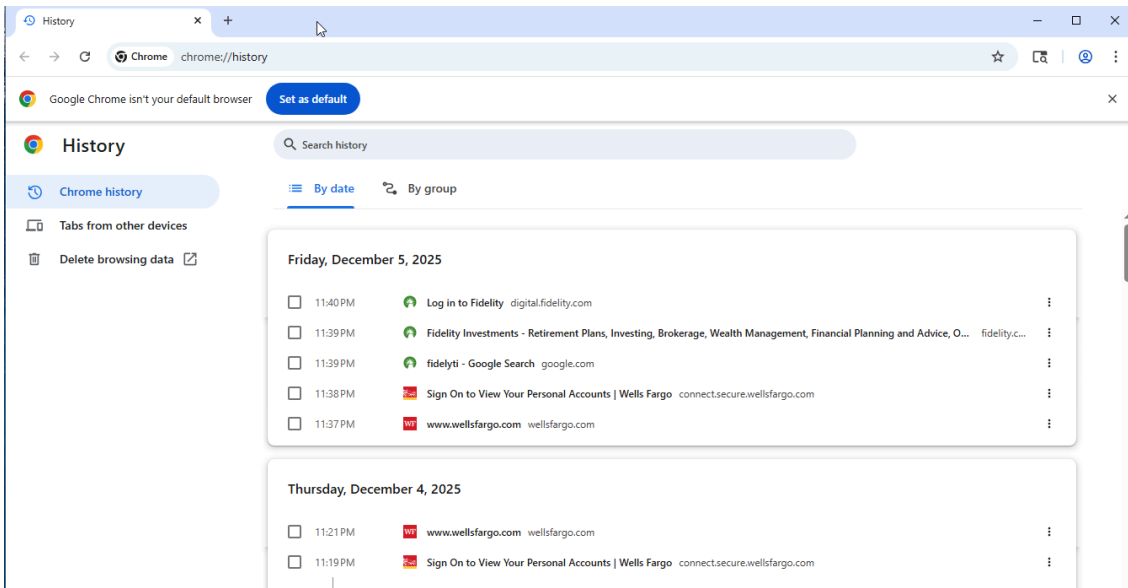 History
Chrome chrome://history
Google Chrome isn't your default browser Set as default
History
Search history
Chrome history
Tabs from other devices
Delete browsing data
By date By group
Friday, December 5, 2025
11:40 PM Log in to Fidelity digital.fidelity.com
11:39 PM Fidelity Investments - Retirement Plans, Investing, Brokerage, Wealth Management, Financial Planning and Advice, O... fidelity.c...
11:39 PM fidelyti - Google Search google.com
11:38 PM Sign On to View Your Personal Accounts | Wells Fargo connect.secure.wellsfargo.com
11:37 PM WF www.wellsfargo.com wellsfargo.com
Thursday, December 4, 2025
11:21 PM WF www.wellsfargo.com wellsfargo.com
11:19 PM Sign On to View Your Personal Accounts | Wells Fargo connect.secure.wellsfargo.com